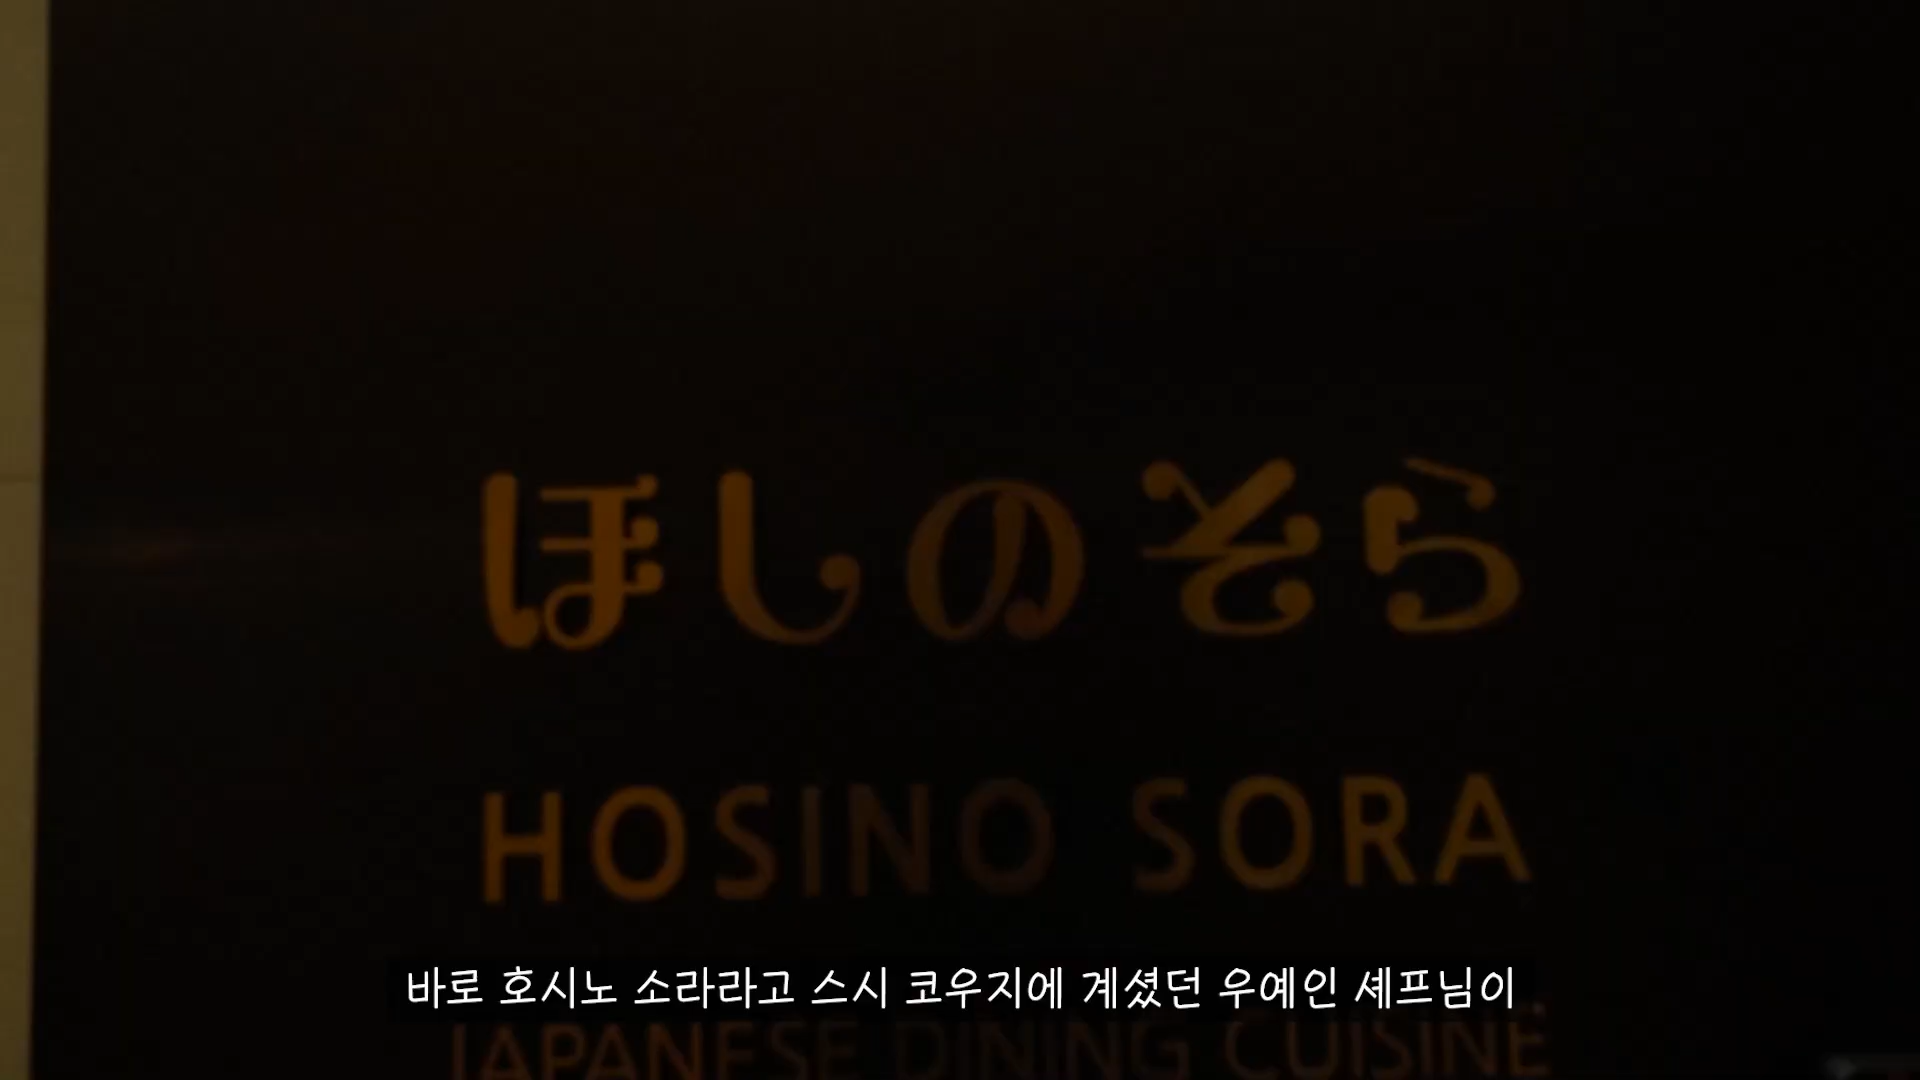 ほしのそら
HOSINO SORA
바로 호시노 소라라고 스시 코우지에 계셨던 우예인 셰프님이
JAPANESE DINING CUISINE